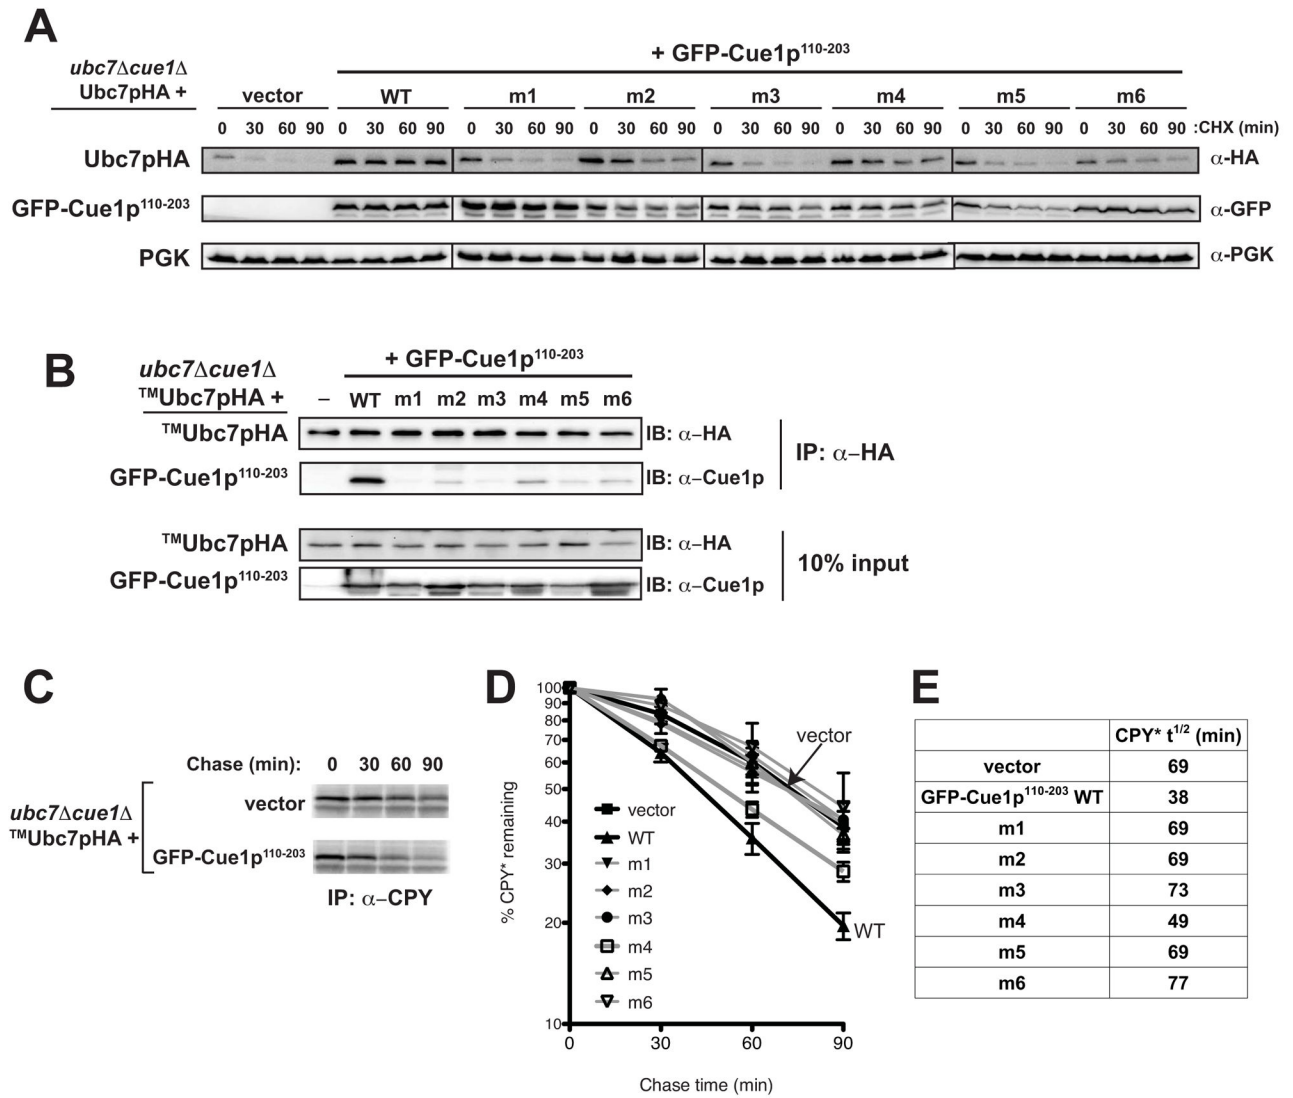 A
+ GFP-Cue1p110-203
ubc7Δcue1Δ
Ubc7pHA +
vector WT m1 m2 m3 m4 m5 m6
0 30 60 90 0 30 60 90 0 30 60 90 0 30 60 90 0 30 60 90 0 30 60 90 0 30 60 90 0 30 60 90 :CHX (min)
Ubc7pHA α-HA
GFP-Cue1p110-203 α-GFP
PGK α-PGK
B
+ GFP-Cue1p110-203
ubc7Δcue1Δ
TMUbc7pHA + – WT m1 m2 m3 m4 m5 m6
TMUbc7pHA IB: α–HA
GFP-Cue1p110-203 IB: α–Cue1p
IP: α–HA
TMUbc7pHA IB: α–HA
GFP-Cue1p110-203 IB: α–Cue1p
10% input
C
Chase (min): 0 30 60 90
ubc7Δcue1Δ
TMUbc7pHA +
vector
GFP-Cue1p110-203
IP: α–CPY
D
% CPY* remaining
100
90
80
70
60
50
40
30
20
10
0 30 60 90
Chase time (min)
vector
WT
vector
WT
m1
m2
m3
m4
m5
m6
E
CPY* t1/2 (min)
vector 69
GFP-Cue1p110-203 WT 38
m1 69
m2 69
m3 73
m4 49
m5 69
m6 77